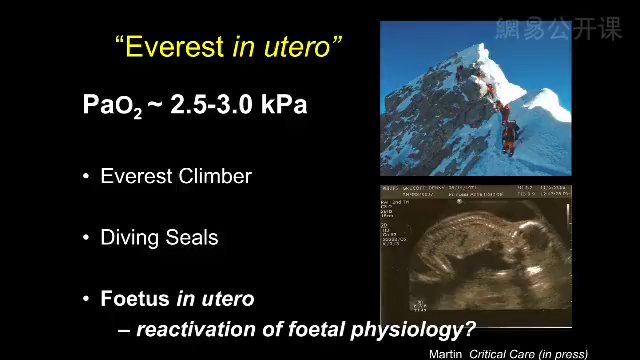 網易公开课
“Everest in utero”
PaO2 ~ 2.5-3.0 kPa
• Everest Climber
• Diving Seals
• Foetus in utero
– reactivation of foetal physiology?
Martin Critical Care (in press)